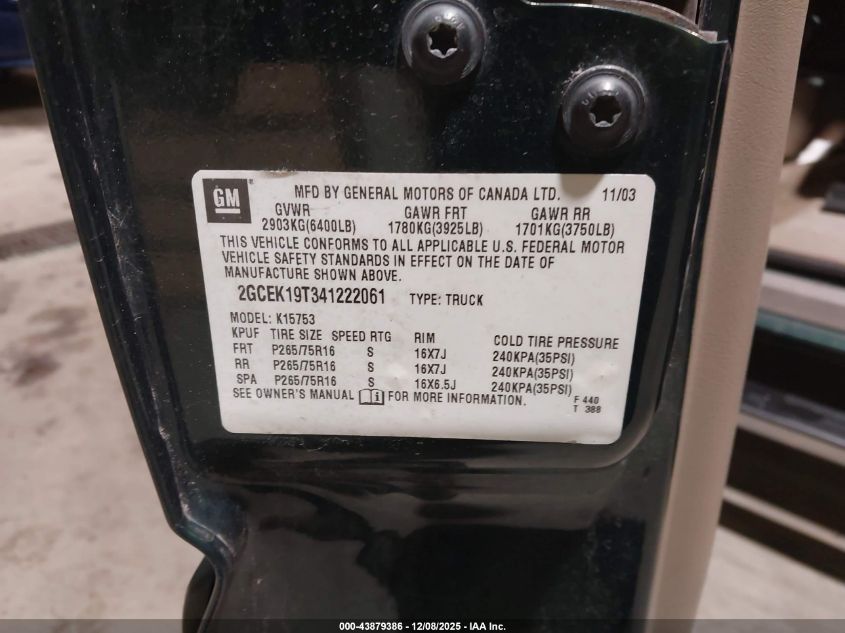 GM ® MFD BY GENERAL MOTORS OF CANADA LTD. 11/03
GVWR GAWR FRT GAWR RR
2903KG(6400LB) 1780KG(3925LB) 1701KG(3750LB)
THIS VEHICLE CONFORMS TO ALL APPLICABLE U.S. FEDERAL MOTOR
VEHICLE SAFETY STANDARDS IN EFFECT ON THE DATE OF
MANUFACTURE SHOWN ABOVE.
2GCEK19T341222061 TYPE: TRUCK
MODEL: K15753
KPUF TIRE SIZE SPEED RTG RIM COLD TIRE PRESSURE
FRT P265/75R16 S 16X7J 240KPA(35PSI)
RR P265/75R16 S 16X7J 240KPA(35PSI)
SPA P265/75R16 S 16X6.5J 240KPA(35PSI)
SEE OWNER'S MANUAL FOR MORE INFORMATION.
F 440
T 388
000-43879386 - 12/08/2025 - IAA Inc.